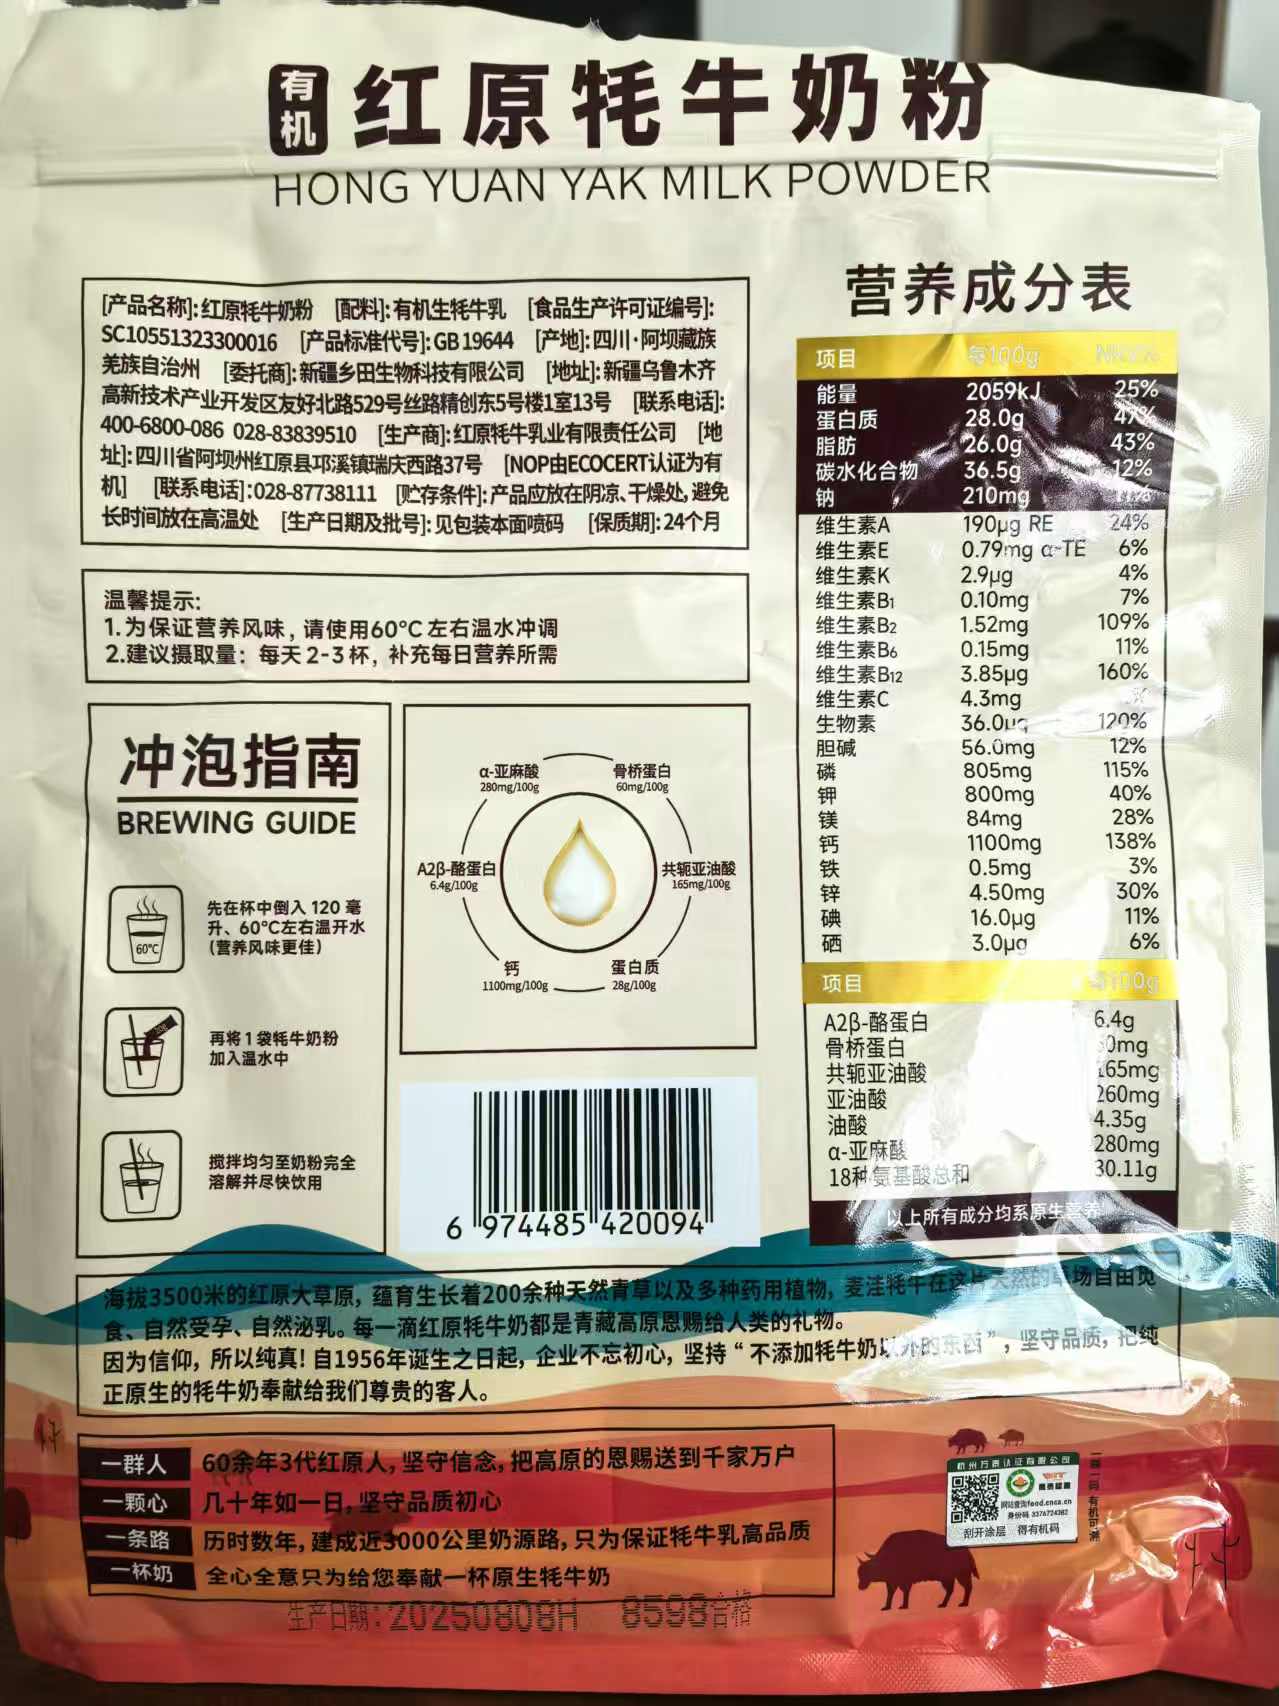 有机 红原牦牛奶粉
HONG YUAN YAK MILK POWDER
[产品名称]:红原牦牛奶粉 [配料]:有机生牦牛乳 [食品生产许可证编号]:
SC10551323300016 [产品标准代号]:GB 19644 [产地]:四川·阿坝藏族
羌族自治州 [委托商]:新疆乡田生物科技有限公司 [地址]:新疆乌鲁木齐
高新技术产业开发区友好北路529号丝路精创东5号楼1室13号 [联系电话]:
400-6800-086 028-83839510 [生产商]:红原牦牛乳业有限责任公司 [地
址]:四川省阿坝州红原县邛溪镇瑞庆西路37号 [NOP由ECOCERT认证为有
机] [联系电话]:028-87738111 [贮存条件]:产品应放在阴凉、干燥处,避免
长时间放在高温处 [生产日期及批号]:见包装本面喷码 [保质期]:24个月
温馨提示:
1.为保证营养风味,请使用60℃左右温水冲调
2.建议摄取量:每天2-3杯,补充每日营养所需
冲泡指南
BREWING GUIDE
60℃
先在杯中倒入 120 毫
升、60℃左右温开水
(营养风味更佳)
20g
再将1袋牦牛奶粉
加入温水中
搅拌均匀至奶粉完全
溶解并尽快饮用
α-亚麻酸
280mg/100g
骨桥蛋白
60mg/100g
A2β-酪蛋白
6.4g/100g
共轭亚油酸
165mg/100g
钙
1100mg/100g
蛋白质
28g/100g
6 974485 420094
营养成分表
项目 每100g NRV%
能量 2059kJ 25%
蛋白质 28.0g 47%
脂肪 26.0g 43%
碳水化合物 36.5g 12%
钠 210mg
维生素A 190μg RE 24%
维生素E 0.79mg α-TE 6%
维生素K 2.9μg 4%
维生素B1 0.10mg 7%
维生素B2 1.52mg 109%
维生素B6 0.15mg 11%
维生素B12 3.85μg 160%
维生素C 4.3mg
生物素 36.0μg 120%
胆碱 56.0mg 12%
磷 805mg 115%
钾 800mg 40%
镁 84mg 28%
钙 1100mg 138%
铁 0.5mg 3%
锌 4.50mg 30%
碘 16.0μg 11%
硒 3.0μg 6%
项目 每100g
A2β-酪蛋白 6.4g
骨桥蛋白 60mg
共轭亚油酸 165mg
亚油酸 260mg
油酸 4.35g
α-亚麻酸 280mg
18种氨基酸总和 30.11g
以上所有成分均系原生营养
海拔3500米的红原大草原,蕴育生长着200余种天然青草以及多种药用植物,麦洼牦牛在这片天然的草场自由觅
食、自然受孕、自然泌乳。每一滴红原牦牛奶都是青藏高原恩赐给人类的礼物。
因为信仰,所以纯真!自1956年诞生之日起,企业不忘初心,坚持“不添加牦牛奶以外的东西”,坚守品质,把纯
正原生的牦牛奶奉献给我们尊贵的客人。
一群人 60余年3代红原人,坚守信念,把高原的恩赐送到千家万户
一颗心 几十年如一日,坚守品质初心
一条路 历时数年,建成近3000公里奶源路,只为保证牦牛乳高品质
一杯奶 全心全意只为给您奉献一杯原生牦牛奶
杭州万泰认证有限公司
网站查询food.cnca.cn
身份码 3376724382
刮开涂层 得有机码
一品一码 有机可溯
生产日期:20250808H 8598合格